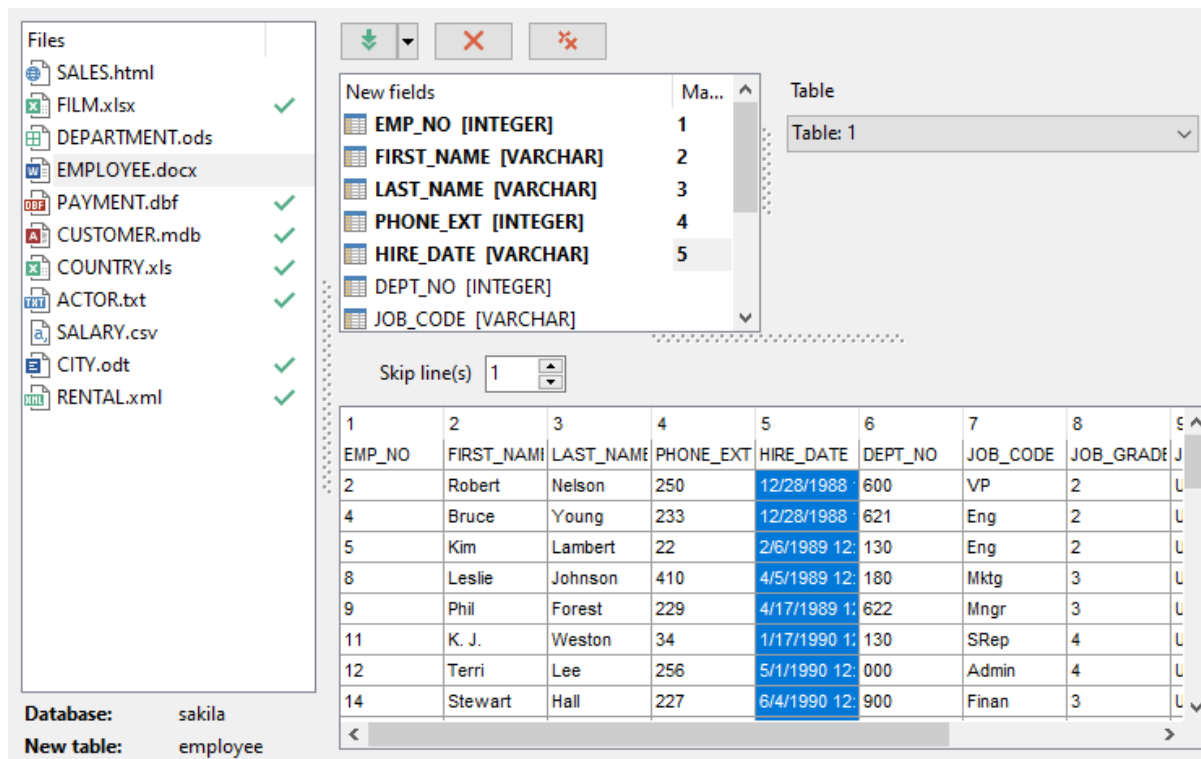 Files
SALES.html
FILM.xlsx
DEPARTMENT.ods
EMPLOYEE.docx
PAYMENT.dbf
CUSTOMER.mdb
COUNTRY.xls
ACTOR.txt
SALARY.csv
CITY.odt
RENTAL.xml
Database: sakila
New table: employee
New fields Ma...
EMP_NO [INTEGER] 1
FIRST_NAME [VARCHAR] 2
LAST_NAME [VARCHAR] 3
PHONE_EXT [INTEGER] 4
HIRE_DATE [VARCHAR] 5
DEPT_NO [INTEGER]
JOB_CODE [VARCHAR]
Table
Table: 1
Skip line(s) 1
1 2 3 4 5 6 7 8 9
EMP_NO FIRST_NAME LAST_NAME PHONE_EXT HIRE_DATE DEPT_NO JOB_CODE JOB_GRADE J
2 Robert Nelson 250 12/28/1988 600 VP 2
4 Bruce Young 233 12/28/1988 621 Eng 2
5 Kim Lambert 22 2/6/1989 12: 130 Eng 2
8 Leslie Johnson 410 4/5/1989 12: 180 Mktg 3
9 Phil Forest 229 4/17/1989 622 Mngr 3
11 K. J. Weston 34 1/17/1990 130 SRep 4
12 Terri Lee 256 5/1/1990 12: 000 Admin 4
14 Stewart Hall 227 6/4/1990 12: 900 Finan 3